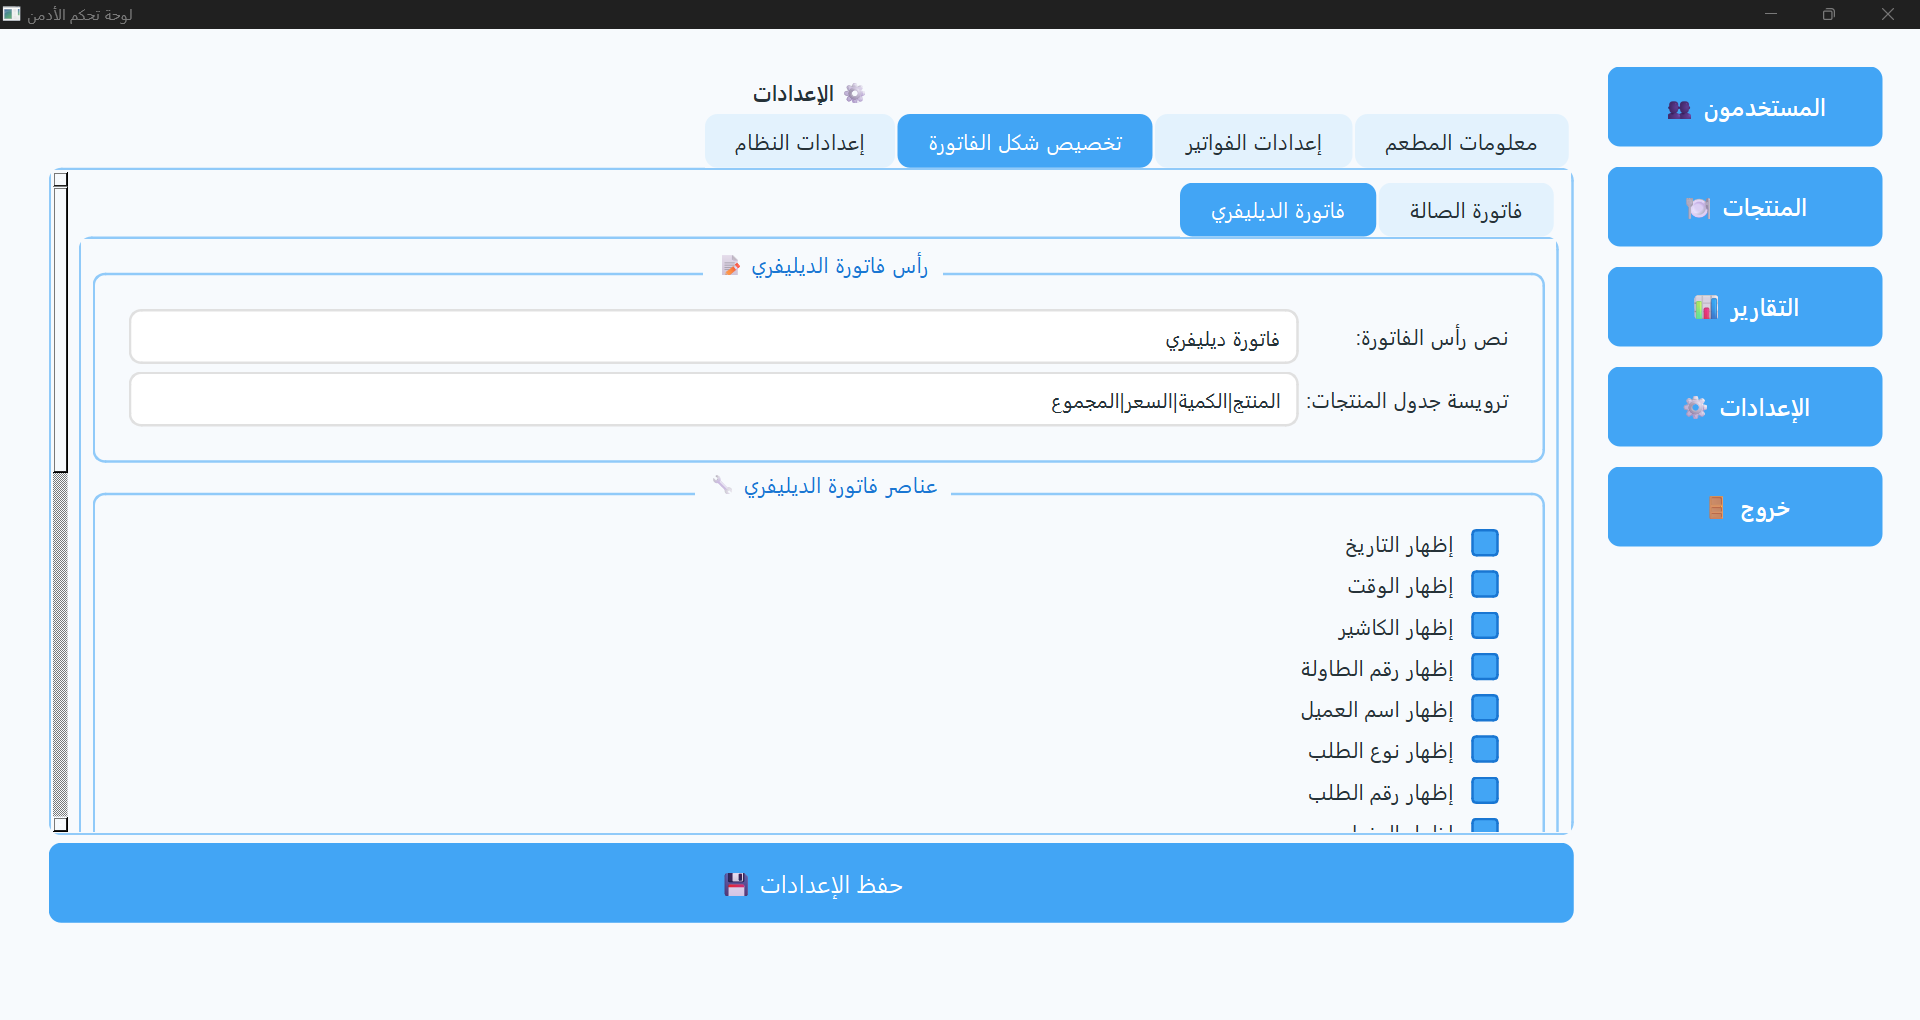 لوحة تحكم الأدمن
المستخدمون
المنتجات
التقارير
الإعدادات
خروج
الإعدادات
معلومات المطعم
إعدادات الفواتير
تخصيص شكل الفاتورة
إعدادات النظام
فاتورة الصالة
فاتورة الديليفري
رأس فاتورة الديليفري
نص رأس الفاتورة: فاتورة ديليفري
ترويسة جدول المنتجات: المنتج|الكمية|السعر|المجموع
عناصر فاتورة الديليفري
إظهار التاريخ
إظهار الوقت
إظهار الكاشير
إظهار رقم الطاولة
إظهار اسم العميل
إظهار نوع الطلب
إظهار رقم الطلب
حفظ الإعدادات